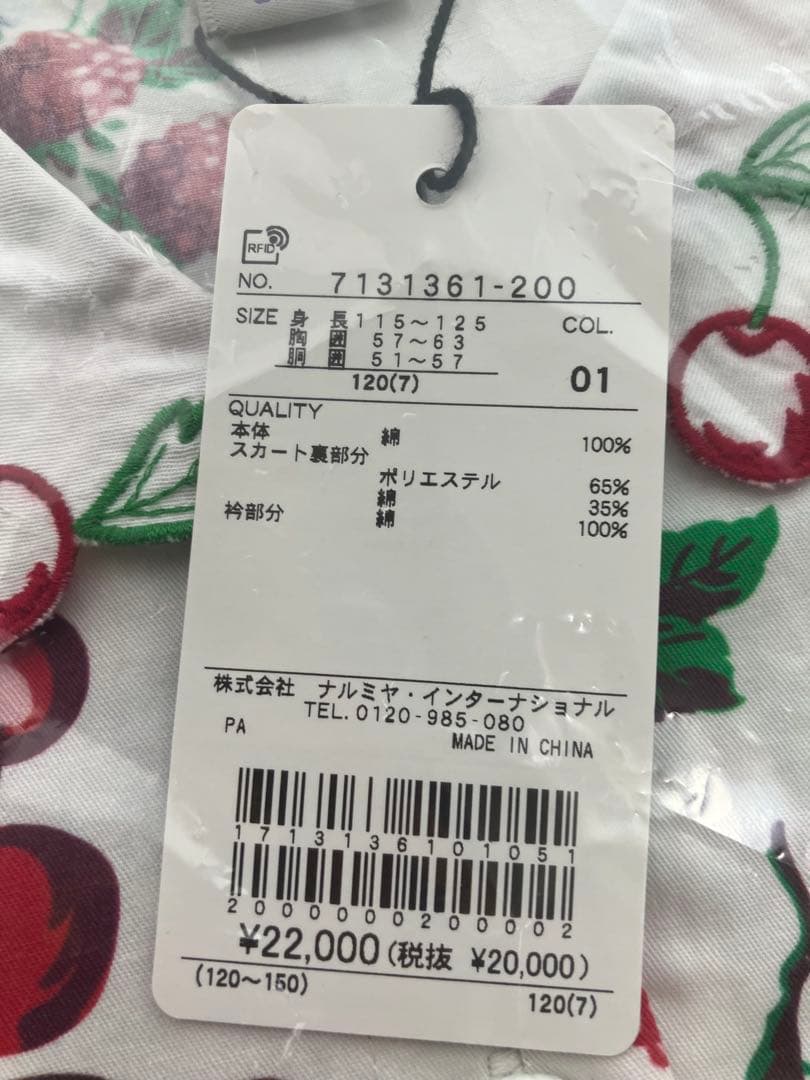 RFID
NO. 7131361-200
SIZE 身 長 115～125 COL.
胸 囲 57～63
胴 囲 51～57
120(7) 01
QUALITY
本体 綿 100%
スカート裏部分
ポリエステル 65%
綿 35%
衿部分 綿 100%
株式会社 ナルミヤ・インターナショナル
TEL.0120-985-080
PA MADE IN CHINA
1713136101051
2000000200002
¥22,000(税抜 ¥20,000)
(120～150) 120(7)